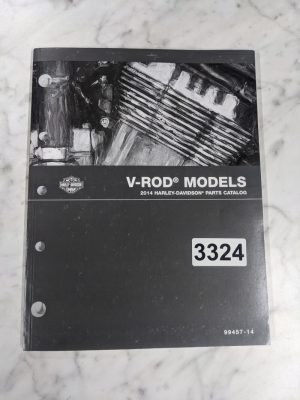 V-ROD® MODELS
2014 HARLEY-DAVIDSON® PARTS CATALOG
3324
99457-14